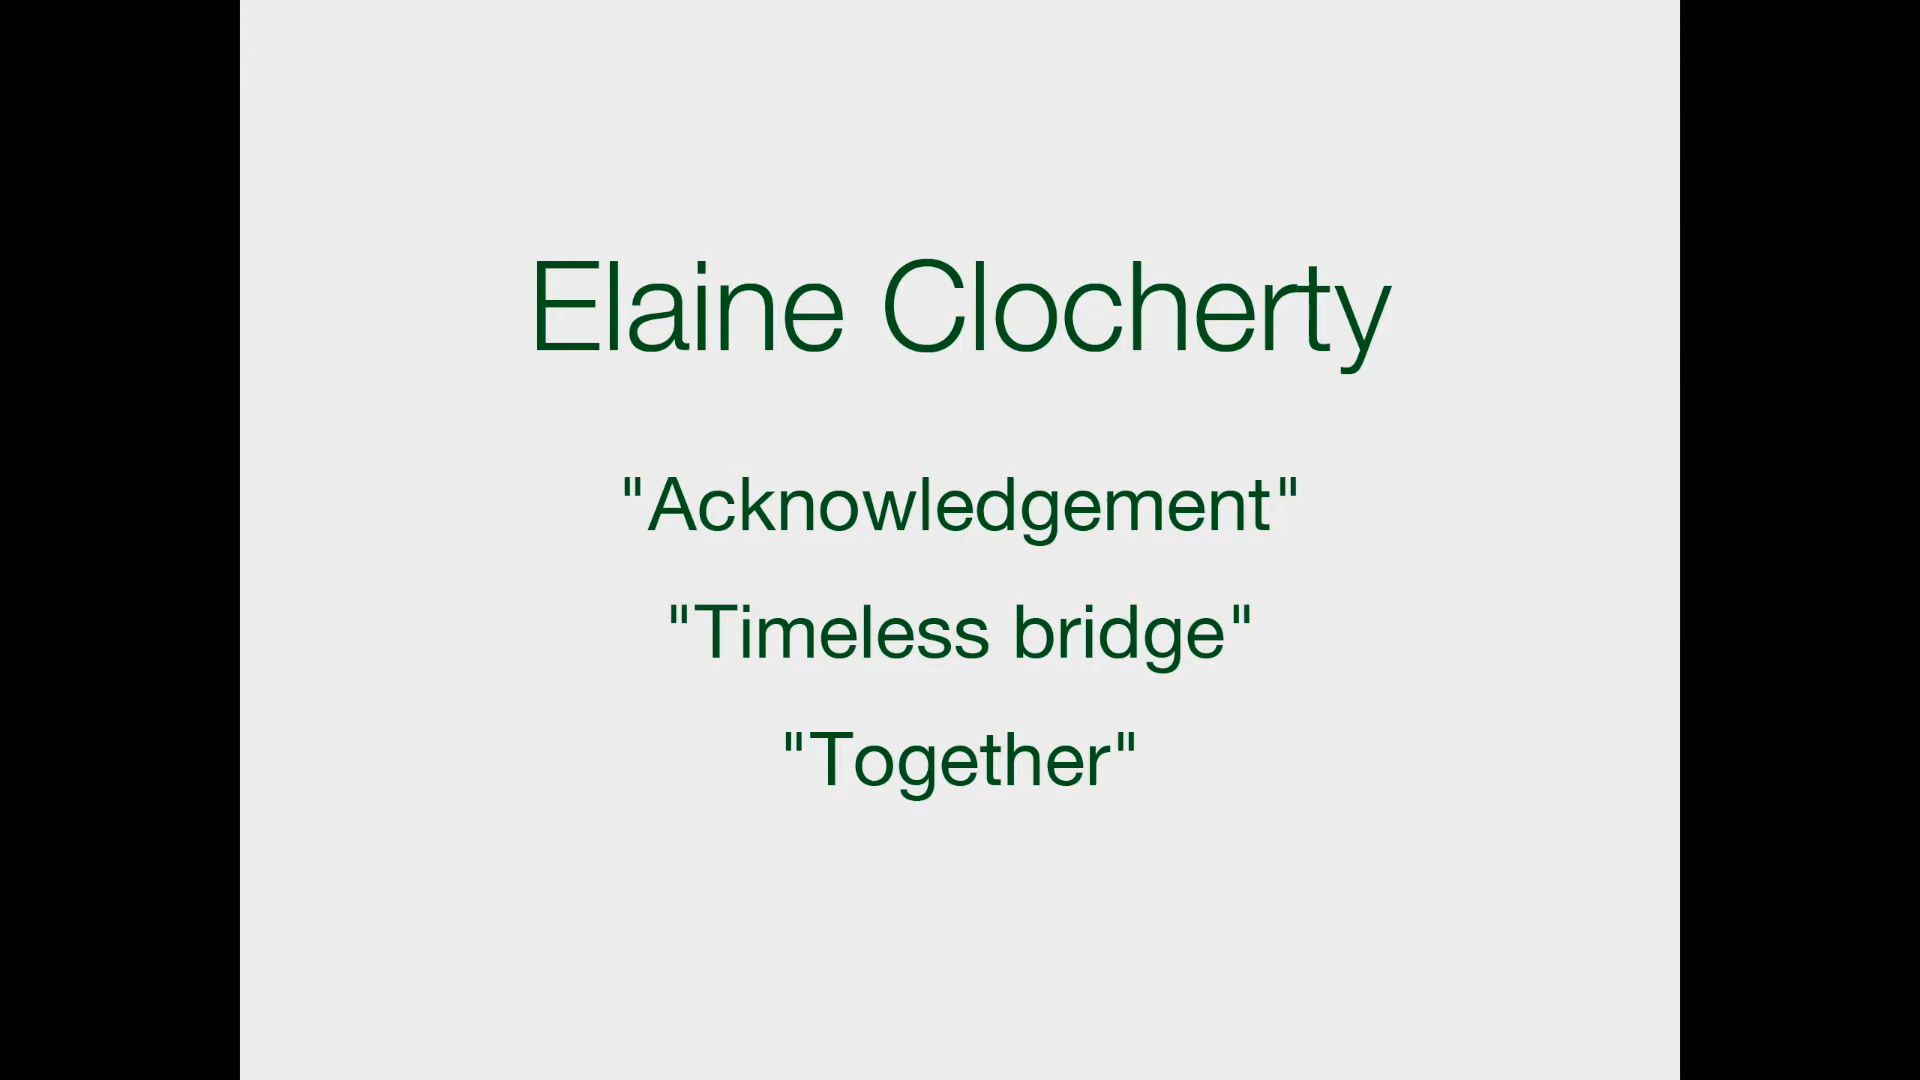 Elaine Clocherty
"Acknowledgement"
"Timeless bridge"
"Together"